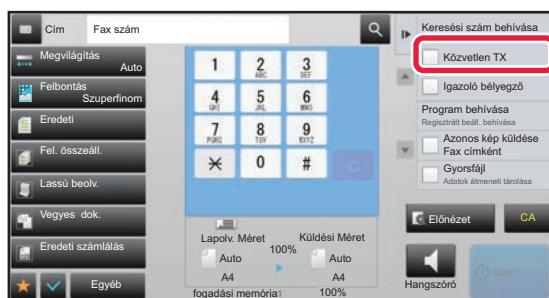 Cím
Fax szám
Megvilágítás
Auto
Felbontás
Szuperfinom
Eredeti
Fel. összeáll.
Lassú beolv.
Vegyes dok.
Eredeti számlálás
Egyéb
1
2
ABC
3
DEF
4
GHI
5
JKL
6
MNO
7
PQRS
8
TUV
9
WXYZ
0
#
C
Lapolv. Méret
100%
Küldési Méret
Auto
Auto
A4
A4
fogadási memória:
100%
Keresési szám behívása
Közvetlen TX
Igazoló bélyegző
Program behívása
Regisztrált beáll. behívása
Azonos kép küldése
Fax címként
Gyorsfájl
Adatok átmeneti tárolása
Előnézet
CA
Hangszóró
Start